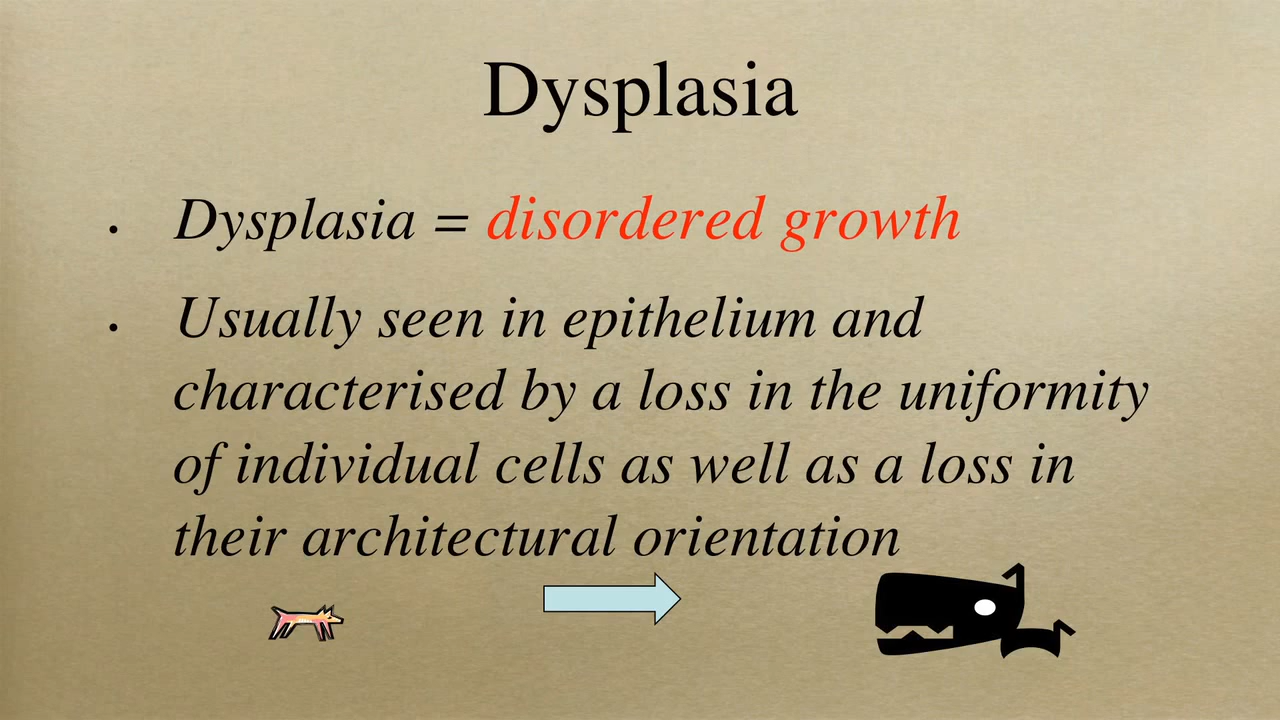 Dysplasia
• Dysplasia = disordered growth
• Usually seen in epithelium and
characterised by a loss in the uniformity
of individual cells as well as a loss in
their architectural orientation